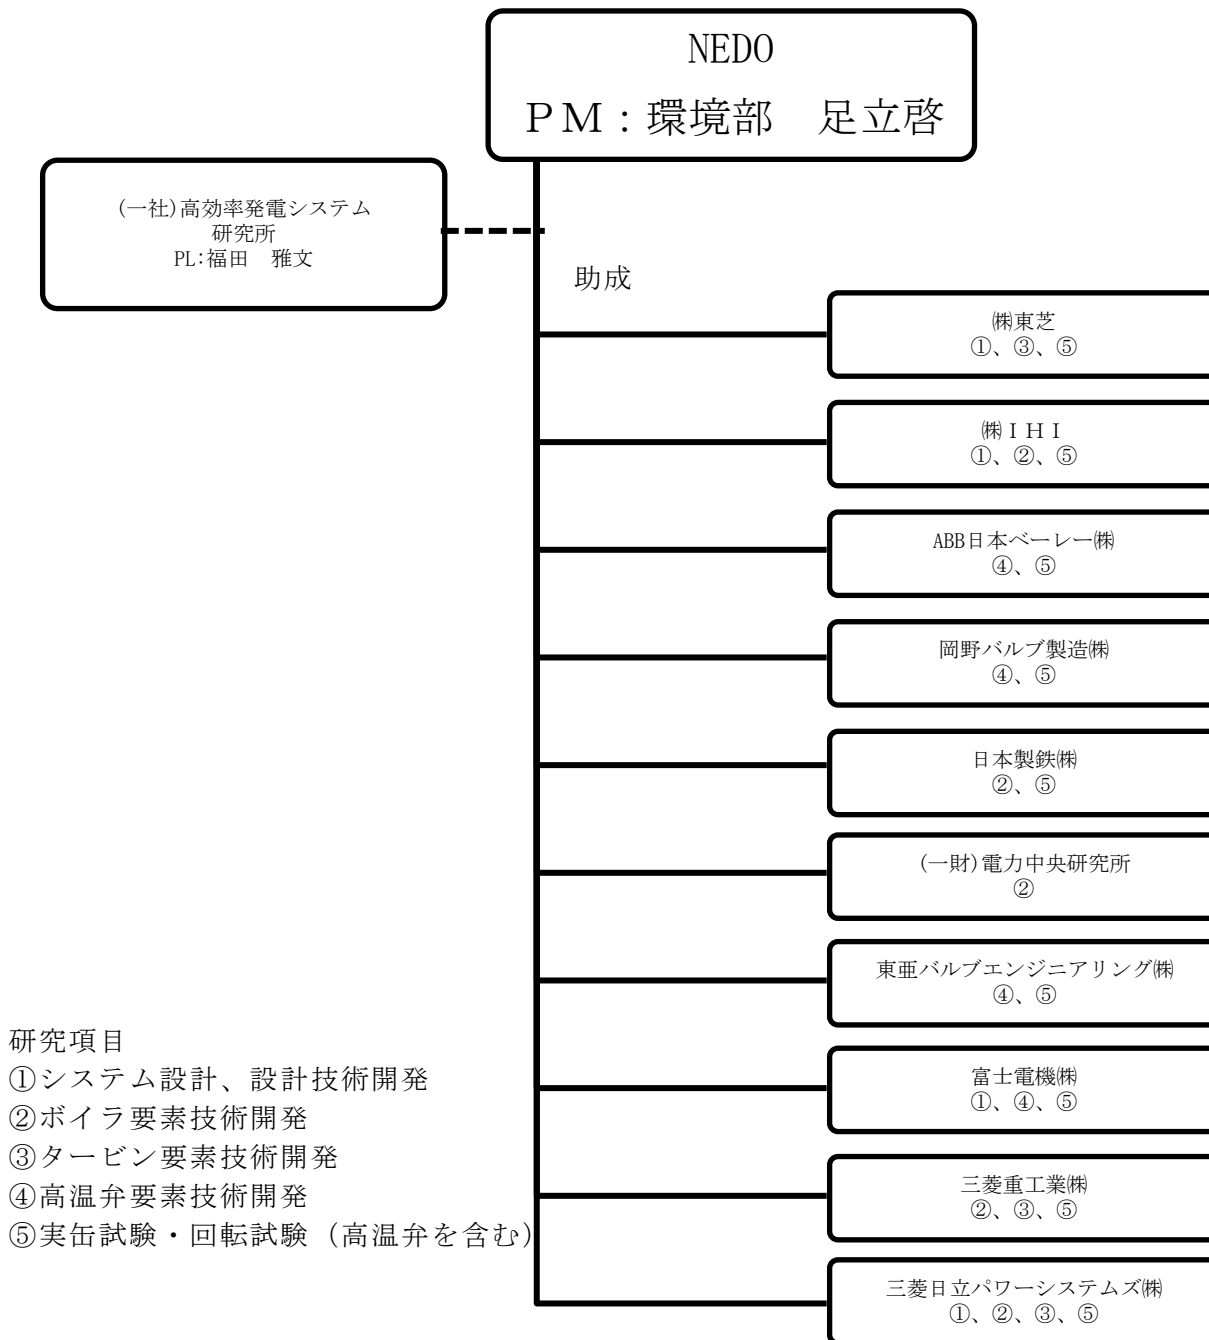 NEDO
ＰＭ：環境部　足立啓
(一社)高効率発電システム
研究所
PL:福田　雅文
助成
㈱東芝
①、③、⑤
㈱ＩＨＩ
①、②、⑤
ABB日本ベーレー㈱
④、⑤
岡野バルブ製造㈱
④、⑤
日本製鉄㈱
②、⑤
(一財)電力中央研究所
②
東亜バルブエンジニアリング㈱
④、⑤
富士電機㈱
①、④、⑤
三菱重工業㈱
②、③、⑤
三菱日立パワーシステムズ㈱
①、②、③、⑤
研究項目
①システム設計、設計技術開発
②ボイラ要素技術開発
③タービン要素技術開発
④高温弁要素技術開発
⑤実缶試験・回転試験（高温弁を含む）